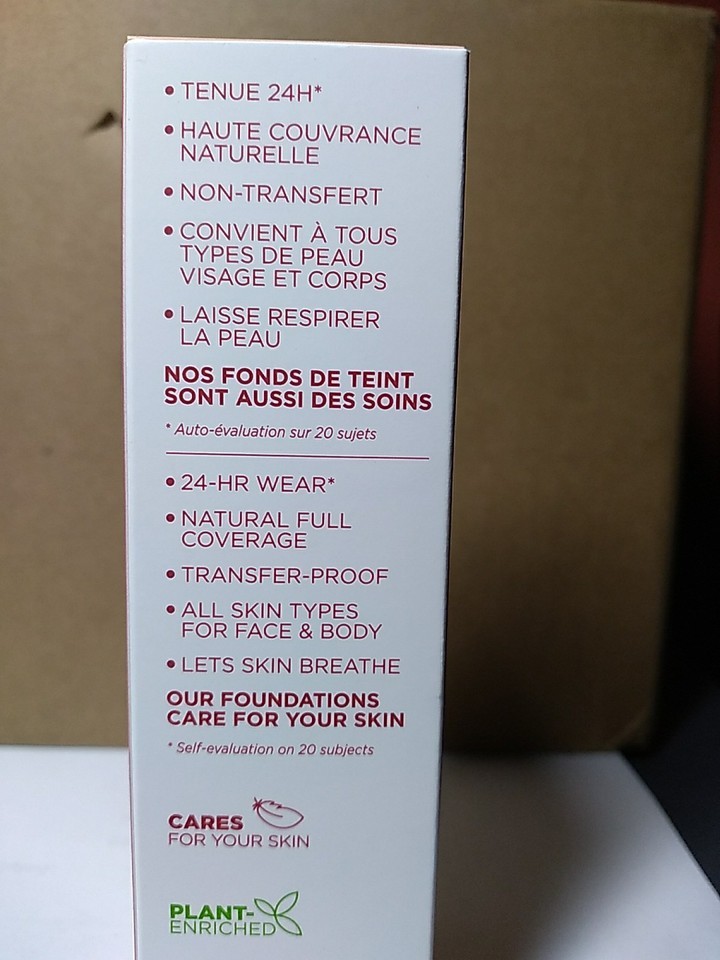 • TENUE 24H*
• HAUTE COUVRANCE
NATURELLE
• NON-TRANSFERT
• CONVIENT À TOUS
TYPES DE PEAU
VISAGE ET CORPS
• LAISSE RESPIRER
LA PEAU
NOS FONDS DE TEINT
SONT AUSSI DES SOINS
* Auto-évaluation sur 20 sujets
• 24-HR WEAR*
• NATURAL FULL
COVERAGE
• TRANSFER-PROOF
• ALL SKIN TYPES
FOR FACE & BODY
• LETS SKIN BREATHE
OUR FOUNDATIONS
CARE FOR YOUR SKIN
* Self-evaluation on 20 subjects
CARES
FOR YOUR SKIN
PLANT-
ENRICHED